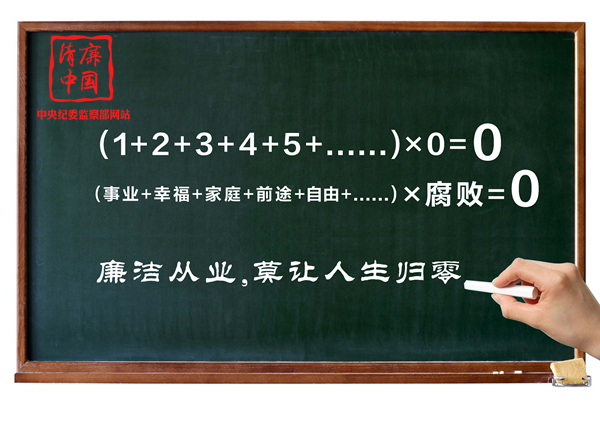 清廉
中国
中央纪委监察部网站
(1+2+3+4+5+......)×0=0
(事业+幸福+家庭+前途+自由+......)×腐败=0
廉洁从业,莫让人生归零